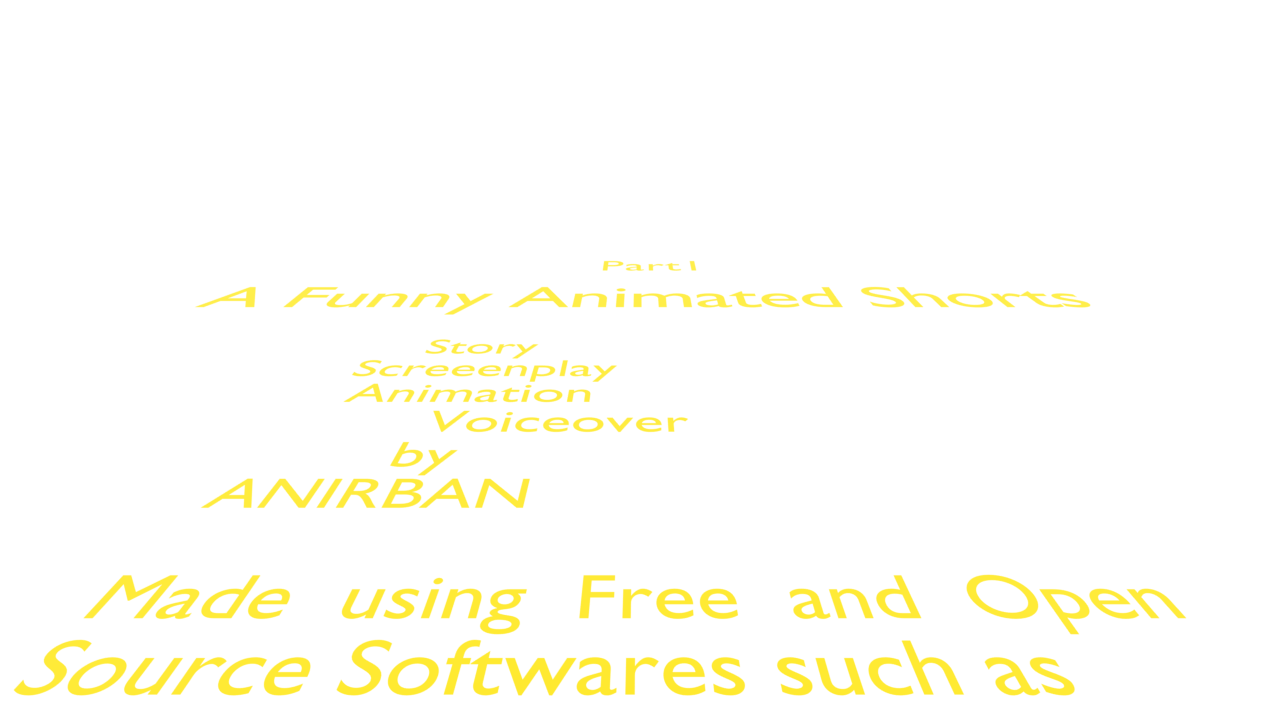 Part I
A Funny Animated Shorts
Story
Screeenplay
Animation
Voiceover
by
ANIRBAN
Made using Free and Open
Source Softwares such as